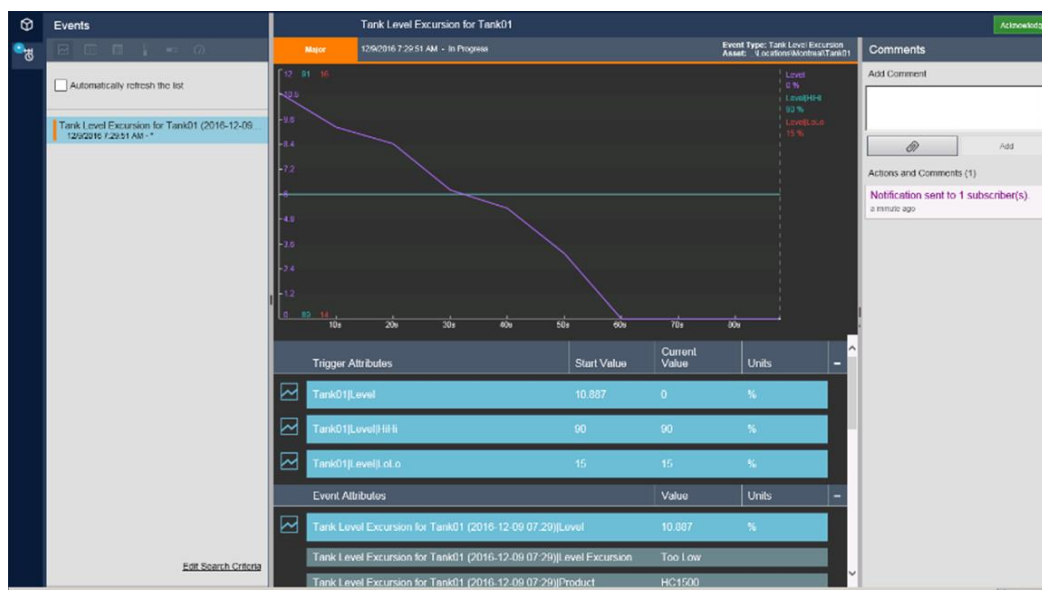 Events
Automatically refresh the list
Tank Level Excursion for Tank01 (2016-12-09...
12/9/2016 7:29:51 AM - *
Edit Search Criteria
Tank Level Excursion for Tank01
Major
12/9/2016 7:29:51 AM - In Progress
Event Type: Tank Level Excursion
Asset: ..\Locations\Montreal\Tank01
12 91 16
10.8
9.6
8.4
7.2
6
4.8
3.6
2.4
1.2
0 89 14
10s 20s 30s 40s 50s 60s 70s 80s
Level
0 %
Level|HiHi
90 %
Level|LoLo
15 %
Trigger Attributes Start Value Current Value Units
Tank01|Level 10.887 0 %
Tank01|Level|HiHi 90 90 %
Tank01|Level|LoLo 15 15 %
Event Attributes Value Units
Tank Level Excursion for Tank01 (2016-12-09 07:29)|Level 10.887 %
Tank Level Excursion for Tank01 (2016-12-09 07:29)|Level Excursion Too Low
Tank Level Excursion for Tank01 (2016-12-09 07:29)|Product HC1500
Acknowledg
Comments
Add Comment
Add
Actions and Comments (1)
Notification sent to 1 subscriber(s).
a minute ago